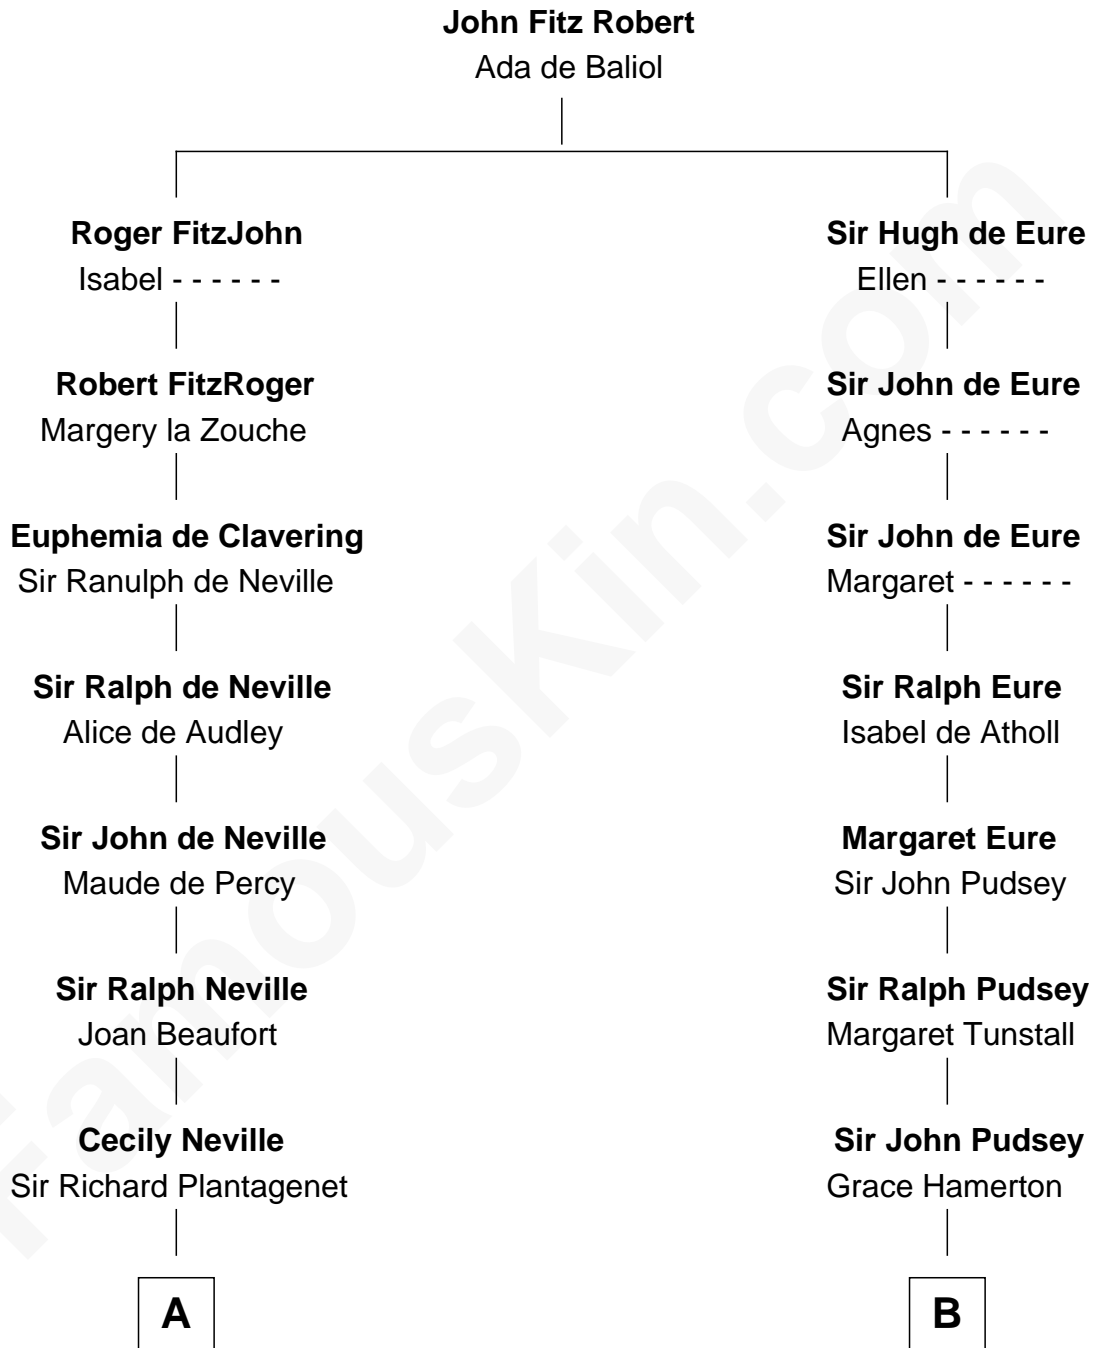 John Fitz Robert
Ada de Baliol
Roger FitzJohn
Isabel - - - - - -
Robert FitzRoger
Margery la Zouche
Euphemia de Clavering
Sir Ranulph de Neville
Sir Ralph de Neville
Alice de Audley
Sir John de Neville
Maude de Percy
Sir Ralph Neville
Joan Beaufort
Cecily Neville
Sir Richard Plantagenet
A
Sir Hugh de Eure
Ellen - - - - - -
Sir John de Eure
Agnes - - - - - -
Sir John de Eure
Margaret - - - - - -
Sir Ralph Eure
Isabel de Atholl
Margaret Eure
Sir John Pudsey
Sir Ralph Pudsey
Margaret Tunstall
Sir John Pudsey
Grace Hamerton
B
FamousKin.com